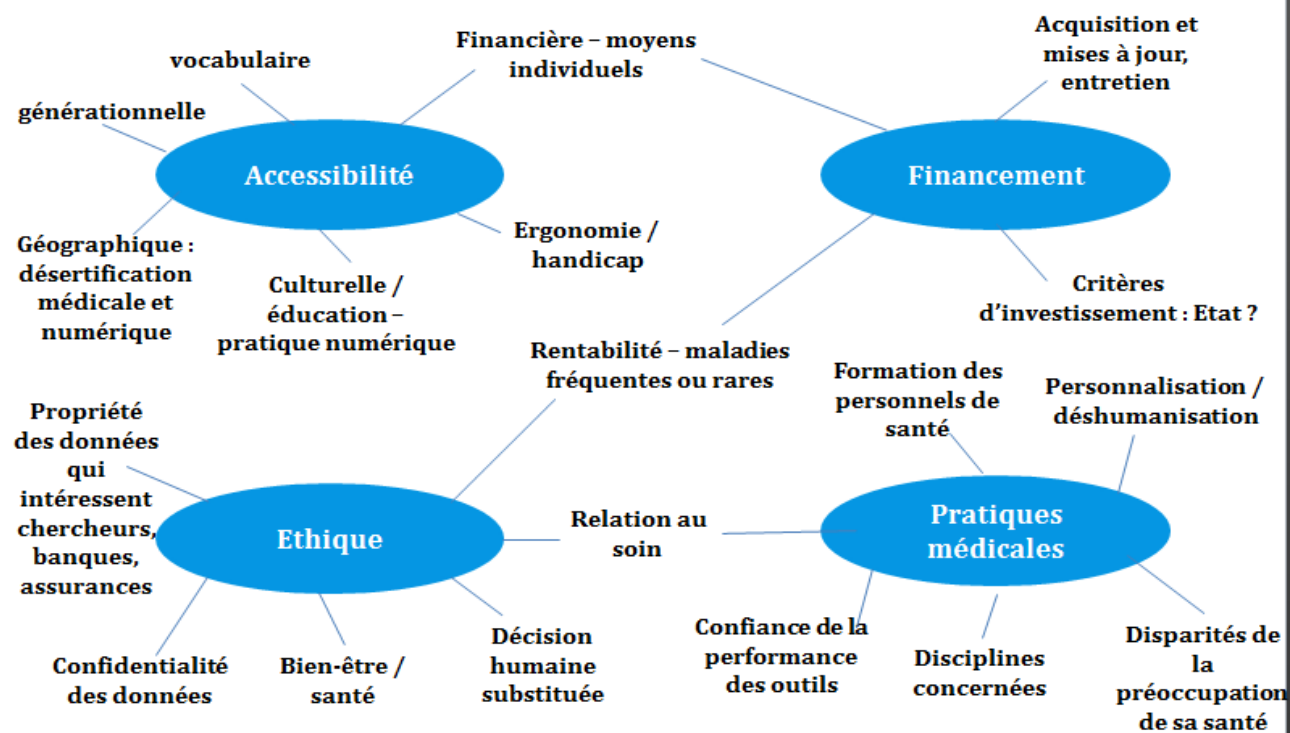 vocabulaire
générationnelle
Financière – moyens
individuels
Acquisition et
mises à jour,
entretien
Accessibilité
Financement
Géographique :
désertification
médicale et
numérique
Culturelle /
éducation –
pratique numérique
Ergonomie /
handicap
Critères
d'investissement : Etat ?
Rentabilité – maladies
fréquentes ou rares
Formation des
personnels de
santé
Personnalisation /
déshumanisation
Propriété
des données
qui
intéressent
chercheurs,
banques,
assurances
Ethique
Relation au
soin
Pratiques
médicales
Confidentialité
des données
Bien-être /
santé
Décision
humaine
substituée
Confiance de la
performance
des outils
Disciplines
concernées
Disparités de
la
préoccupation
de sa santé